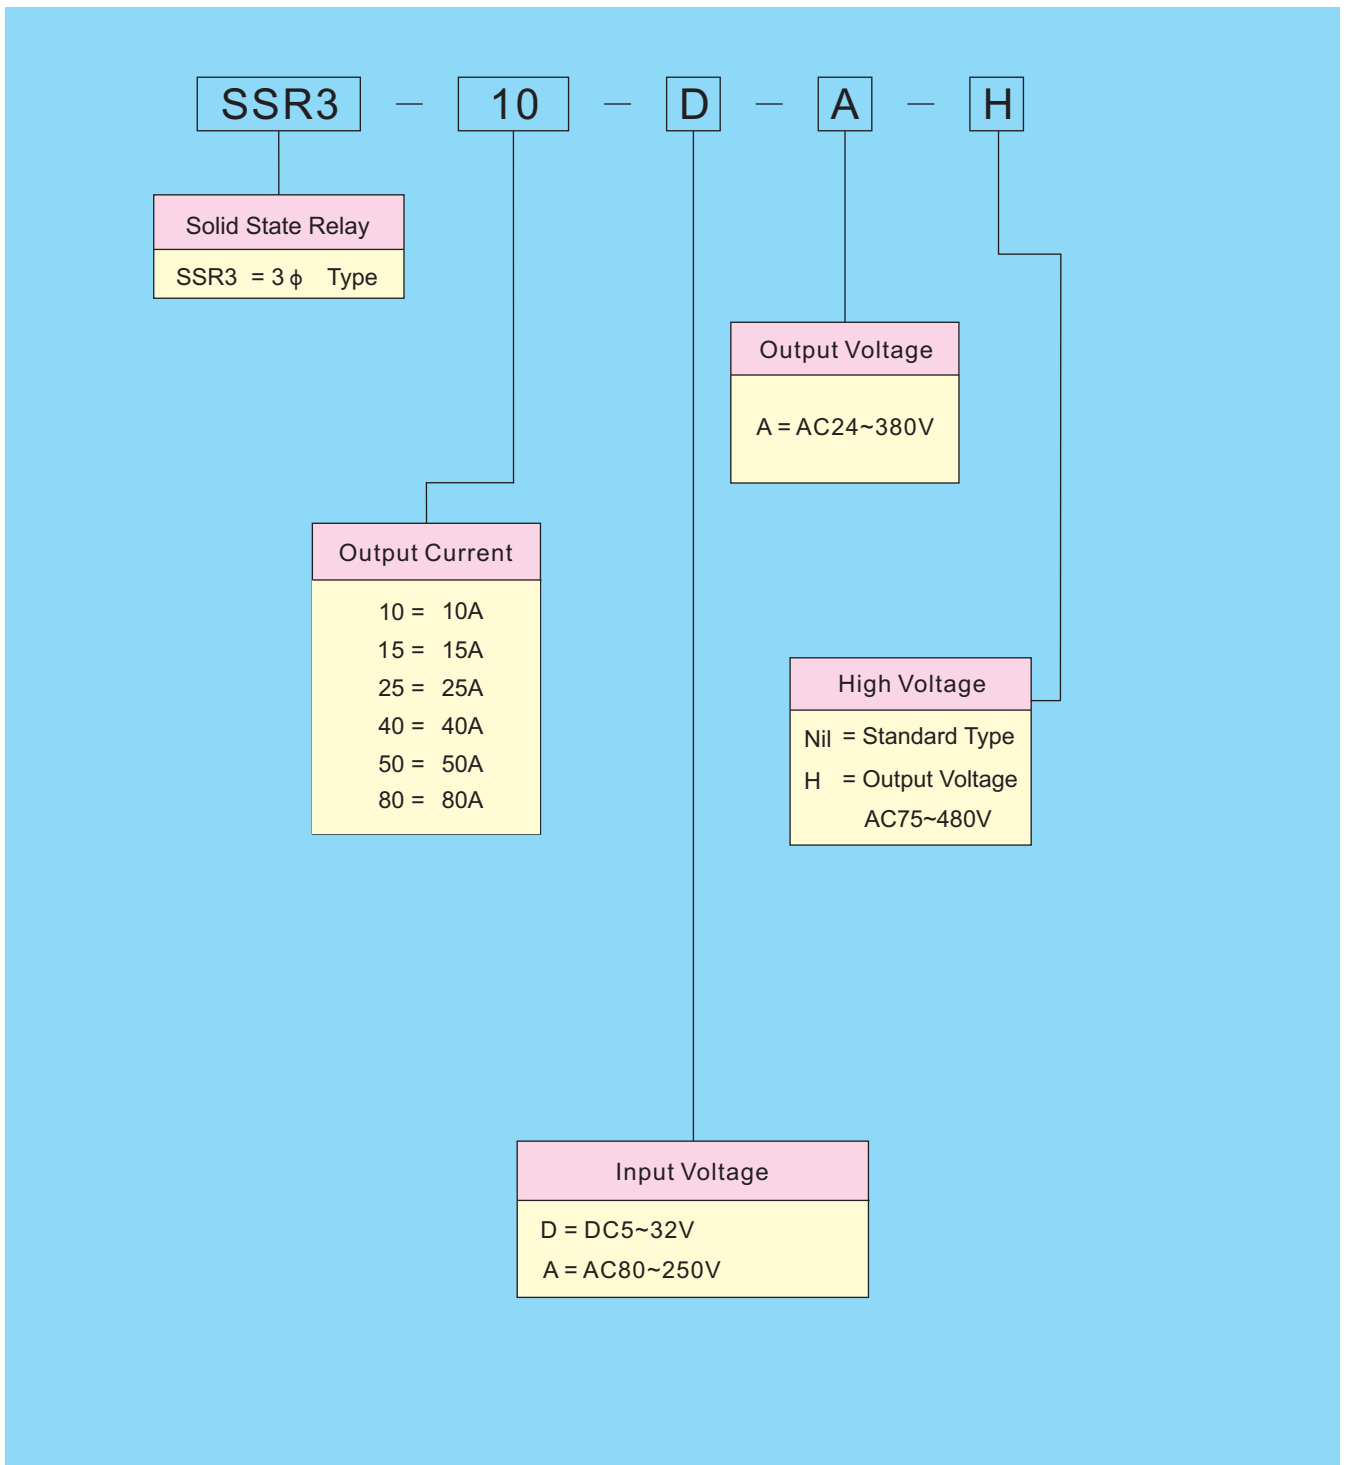 SSR3 — 10 — D — A — H
Solid State Relay
SSR3 = 3 ϕ Type
Output Voltage
A = AC24~380V
Output Current
10 = 10A
15 = 15A
25 = 25A
40 = 40A
50 = 50A
80 = 80A
High Voltage
Nil = Standard Type
H = Output Voltage
AC75~480V
Input Voltage
D = DC5~32V
A = AC80~250V